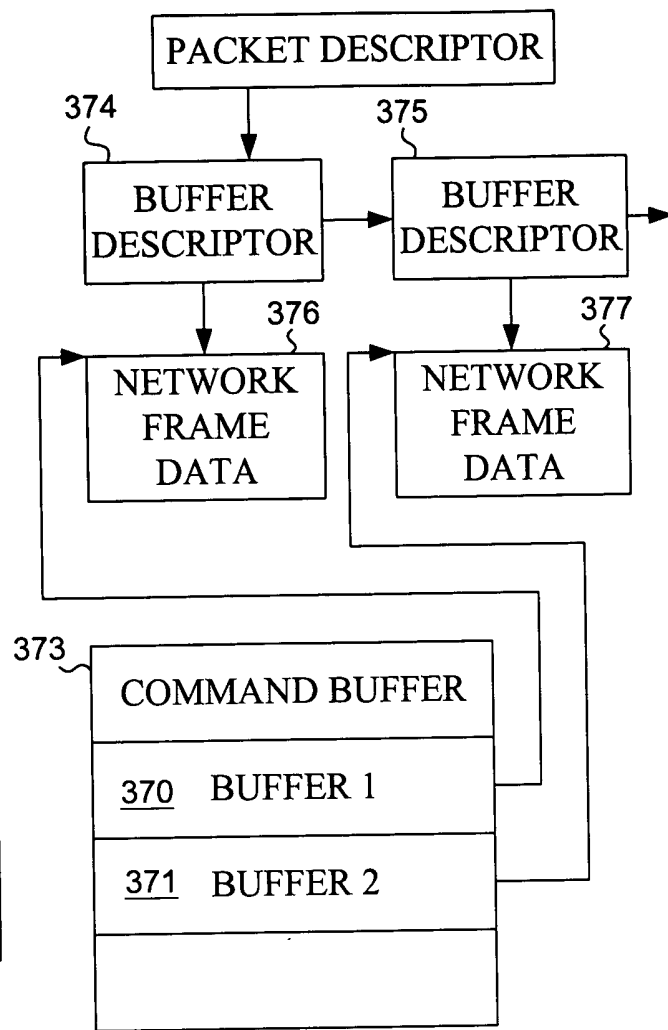 PACKET DESCRIPTOR
374
375
BUFFER
DESCRIPTOR
BUFFER
DESCRIPTOR
376
377
NETWORK
FRAME
DATA
NETWORK
FRAME
DATA
373
COMMAND BUFFER
370 BUFFER 1
371 BUFFER 2